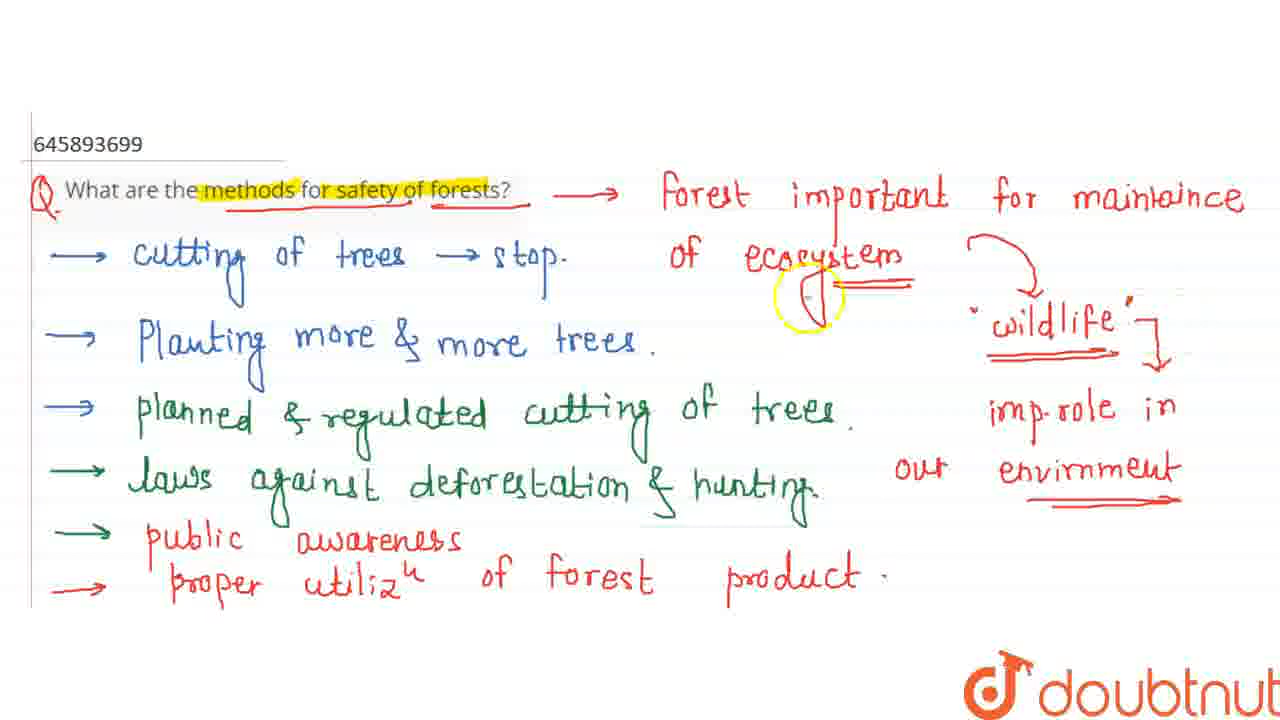 645893699
Q. What are the methods for safety of forests? → forest important for maintaince
of ecosystem
→ cutting of trees → stop.
"wildlife"
→ Planting more & more trees.
imp. role in
our envirnment
→ planned & regulated cutting of trees.
→ laws against deforestation & hunting.
→ public awareness
→ proper utilizn of forest product.
doubtnut